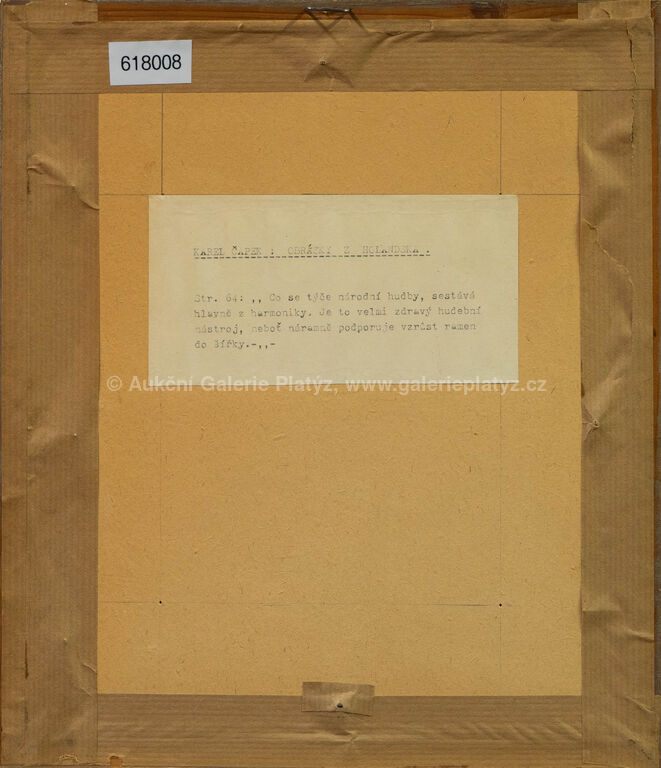 618008
KAREL ČAPEK : OBRÁZKY Z HOLANDSKA .
Str. 64: ,, Co se týče národní hudby, sestává
hlavně z harmoniky. Je to velmi zdravý hudební
nástroj, neboť náramně podporuje vzrůst ramen
do šířky.-,,-
© Aukční Galerie Platýz, www.galerieplatyz.cz